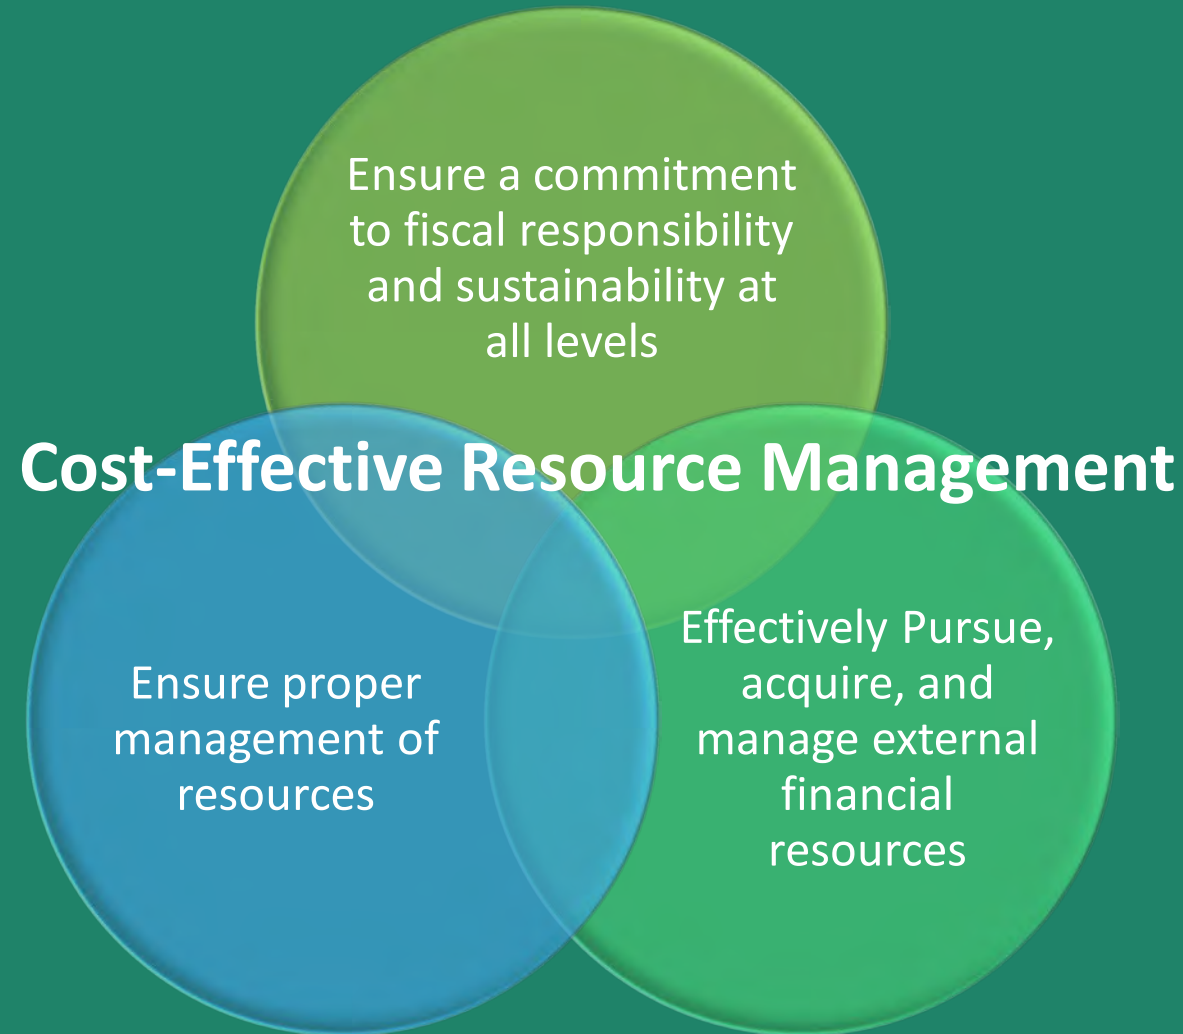 Ensure a commitment
to fiscal responsibility
and sustainability at
all levels
Cost-Effective Resource Management
Ensure proper
management of
resources
Effectively Pursue,
acquire, and
manage external
financial
resources